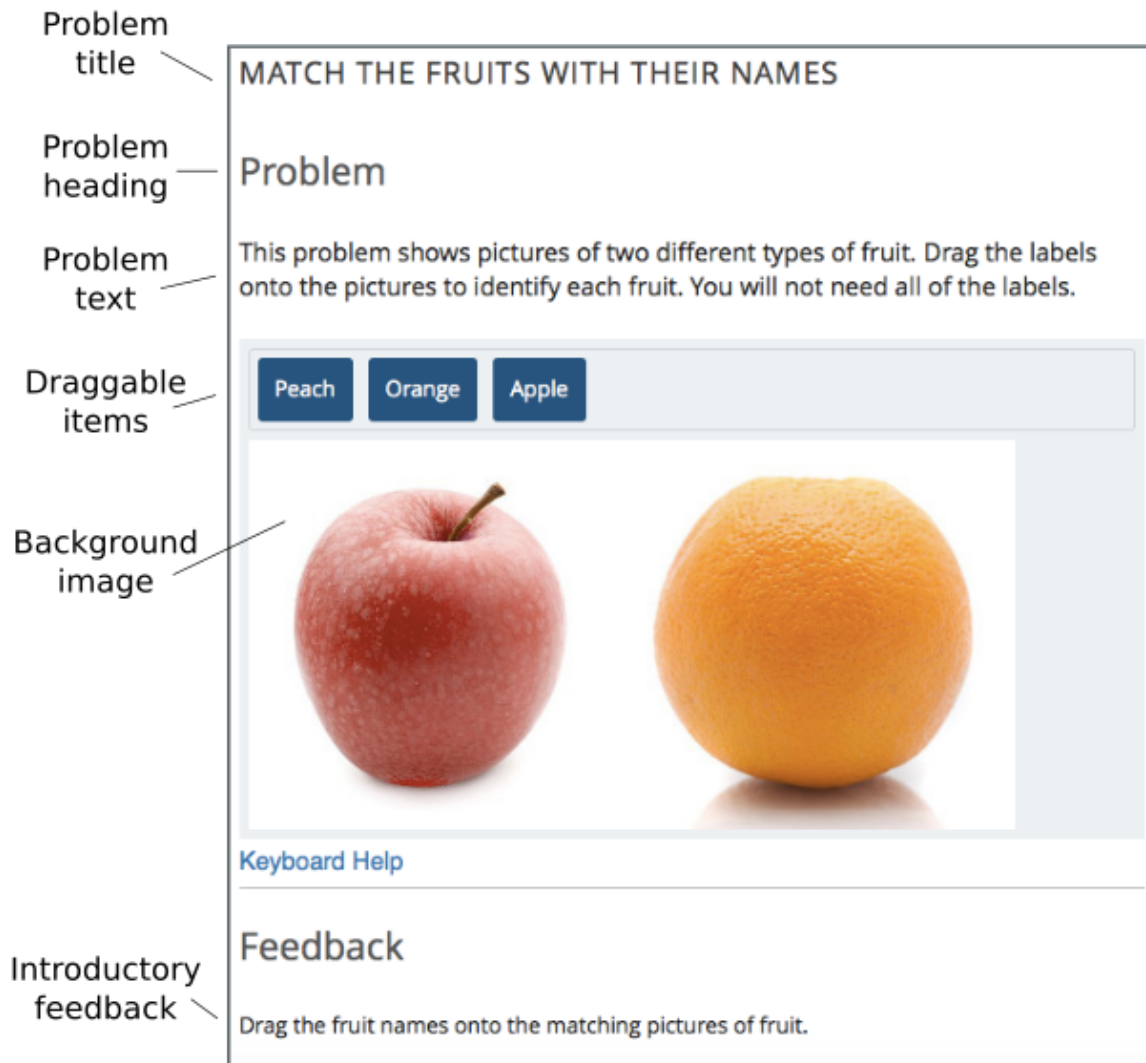 Problem
title
MATCH THE FRUITS WITH THEIR NAMES
Problem
heading
Problem
Problem
text
This problem shows pictures of two different types of fruit. Drag the labels
onto the pictures to identify each fruit. You will not need all of the labels.
Draggable
items
Peach Orange Apple
Background
image
Keyboard Help
Feedback
Introductory
feedback
Drag the fruit names onto the matching pictures of fruit.